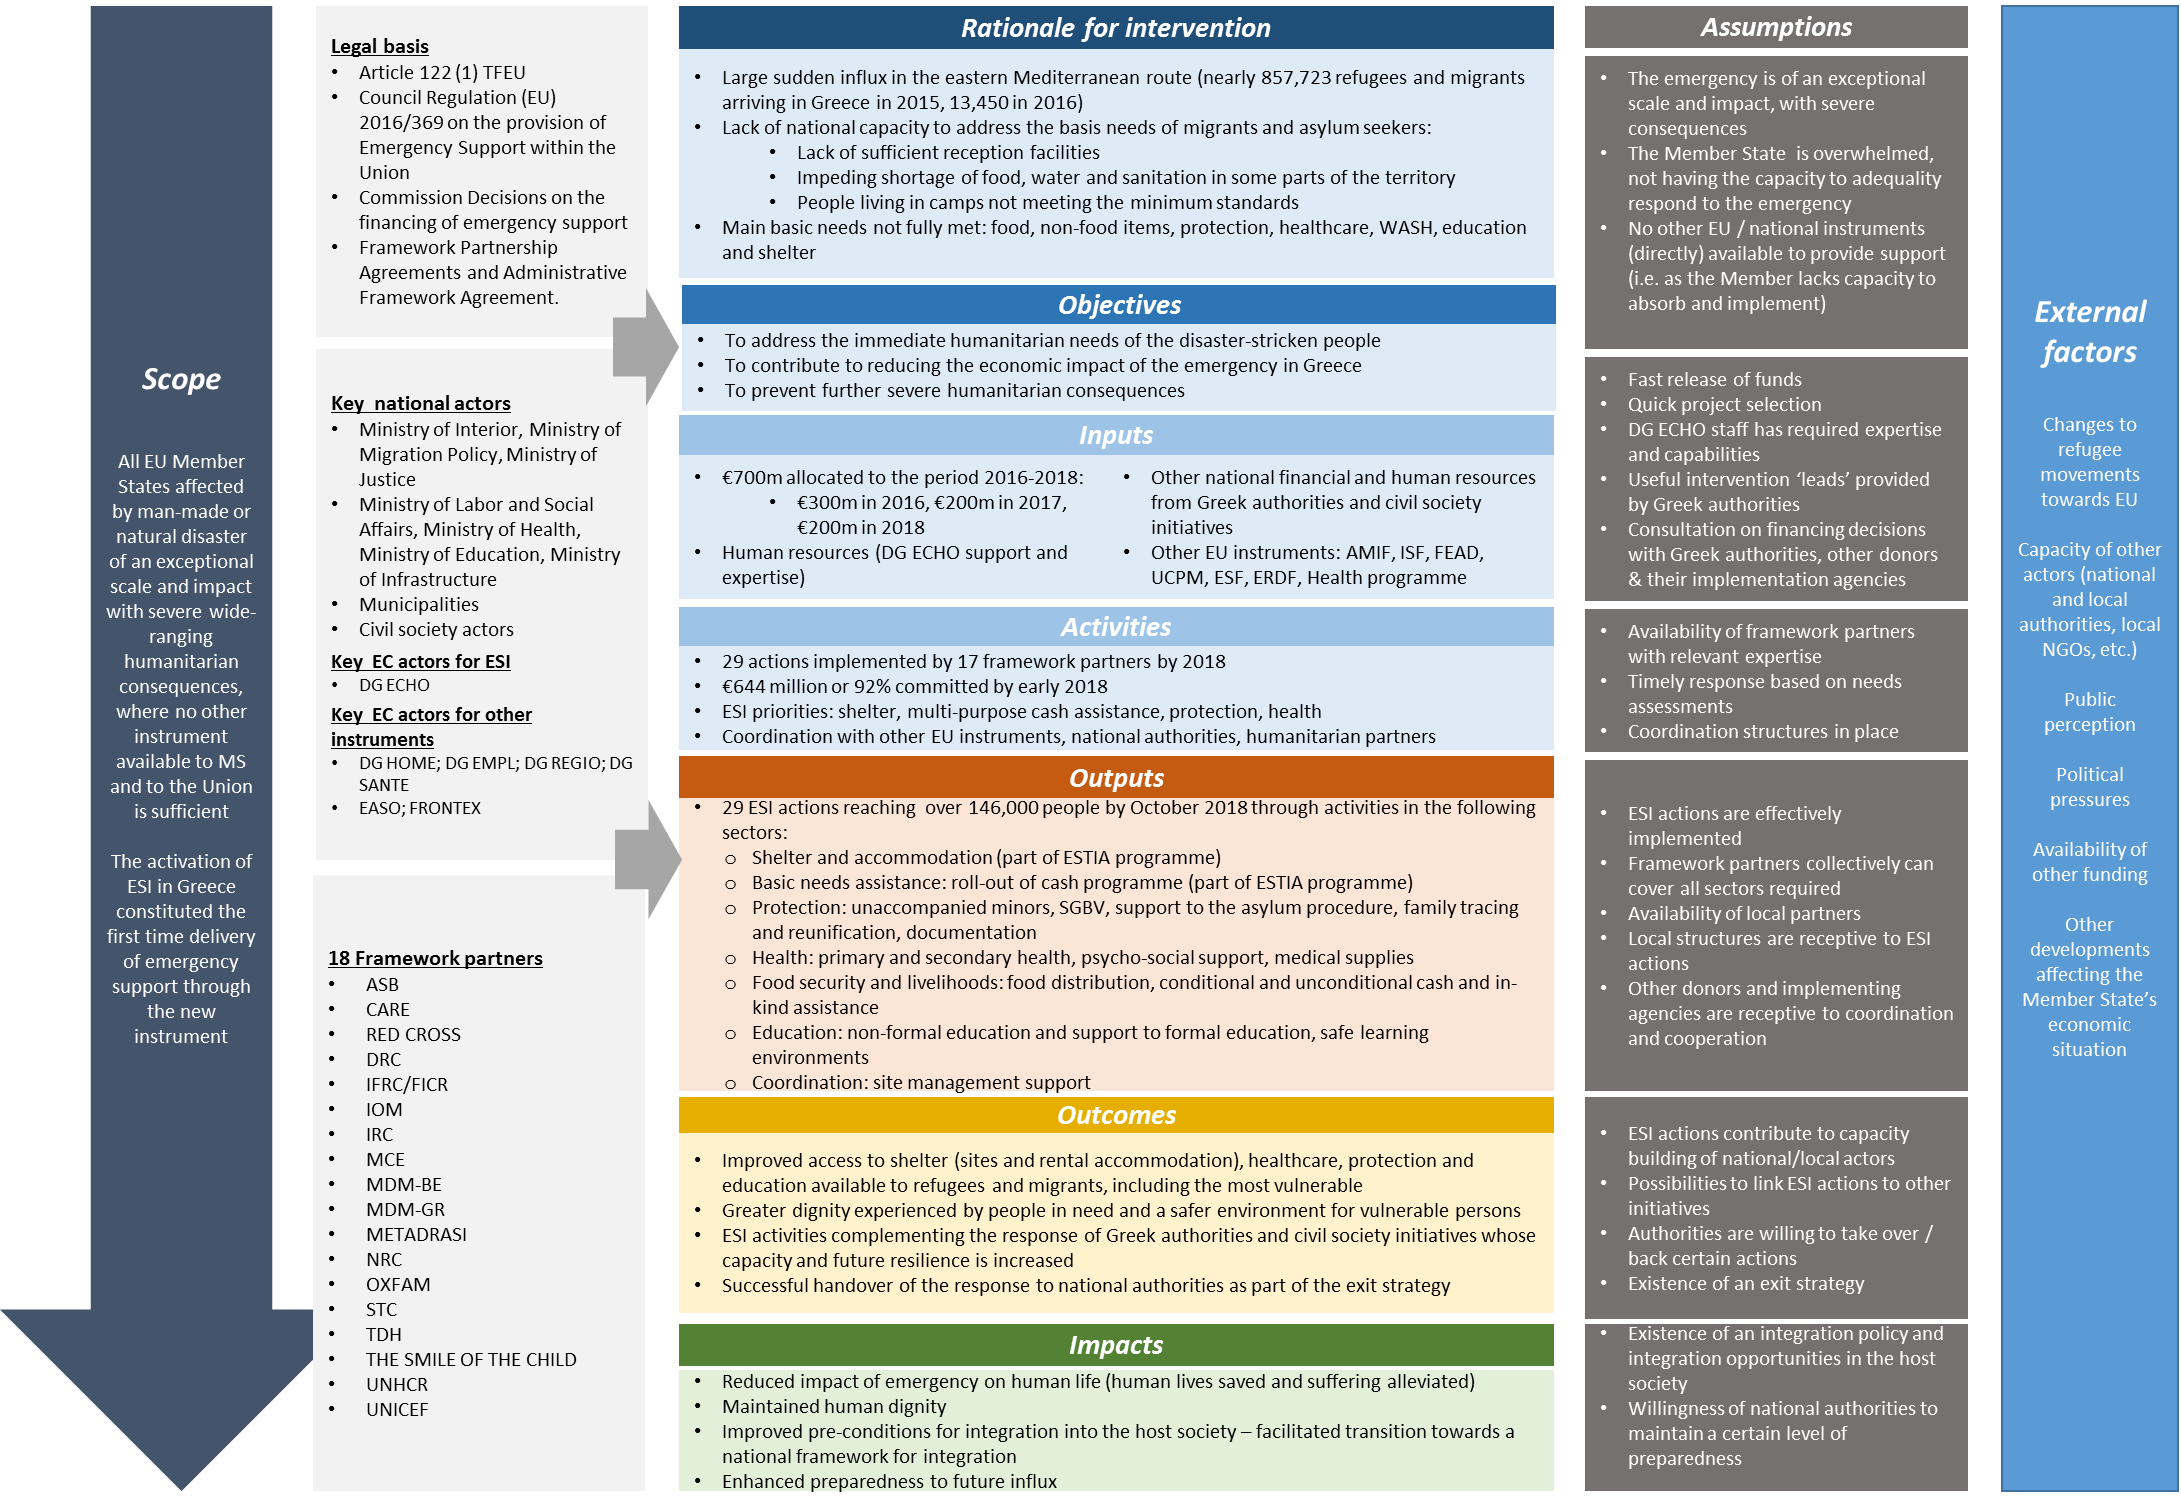 Scope
All EU Member
States affected
by man-made or
natural disaster
of an exceptional
scale and impact
with severe wide-
ranging
humanitarian
consequences,
where no other
instrument
available to MS
and to the Union
is sufficient
The activation of
ESI in Greece
constituted the
first time delivery
of emergency
support through
the new
instrument
Legal basis
• Article 122 (1) TFEU
• Council Regulation (EU)
2016/369 on the provision of
Emergency Support within the
Union
• Commission Decisions on the
financing of emergency support
• Framework Partnership
Agreements and Administrative
Framework Agreement.
Key national actors
• Ministry of Interior, Ministry of
Migration Policy, Ministry of
Justice
• Ministry of Labor and Social
Affairs, Ministry of Health,
Ministry of Education, Ministry
of Infrastructure
• Municipalities
• Civil society actors
Key EC actors for ESI
• DG ECHO
Key EC actors for other
instruments
• DG HOME; DG EMPL; DG REGIO; DG
SANTE
• EASO; FRONTEX
18 Framework partners
• ASB
• CARE
• RED CROSS
• DRC
• IFRC/FICR
• IOM
• IRC
• MCE
• MDM-BE
• MDM-GR
• METADRASI
• NRC
• OXFAM
• STC
• TDH
• THE SMILE OF THE CHILD
• UNHCR
• UNICEF
Rationale for intervention
• Large sudden influx in the eastern Mediterranean route (nearly 857,723 refugees and migrants
arriving in Greece in 2015, 13,450 in 2016)
• Lack of national capacity to address the basis needs of migrants and asylum seekers:
• Lack of sufficient reception facilities
• Impeding shortage of food, water and sanitation in some parts of the territory
• People living in camps not meeting the minimum standards
• Main basic needs not fully met: food, non-food items, protection, healthcare, WASH, education
and shelter
Objectives
• To address the immediate humanitarian needs of the disaster-stricken people
• To contribute to reducing the economic impact of the emergency in Greece
• To prevent further severe humanitarian consequences
Inputs
• €700m allocated to the period 2016-2018:
• €300m in 2016, €200m in 2017,
€200m in 2018
• Human resources (DG ECHO support and
expertise)
• Other national financial and human resources
from Greek authorities and civil society
initiatives
• Other EU instruments: AMIF, ISF, FEAD,
UCPM, ESF, ERDF, Health programme
Activities
• 29 actions implemented by 17 framework partners by 2018
• €644 million or 92% committed by early 2018
• ESI priorities: shelter, multi-purpose cash assistance, protection, health
• Coordination with other EU instruments, national authorities, humanitarian partners
Outputs
• 29 ESI actions reaching over 146,000 people by October 2018 through activities in the following
sectors:
o Shelter and accommodation (part of ESTIA programme)
o Basic needs assistance: roll-out of cash programme (part of ESTIA programme)
o Protection: unaccompanied minors, SGBV, support to the asylum procedure, family tracing
and reunification, documentation
o Health: primary and secondary health, psycho-social support, medical supplies
o Food security and livelihoods: food distribution, conditional and unconditional cash and in-
kind assistance
o Education: non-formal education and support to formal education, safe learning
environments
o Coordination: site management support
Outcomes
• Improved access to shelter (sites and rental accommodation), healthcare, protection and
education available to refugees and migrants, including the most vulnerable
• Greater dignity experienced by people in need and a safer environment for vulnerable persons
• ESI activities complementing the response of Greek authorities and civil society initiatives whose
capacity and future resilience is increased
• Successful handover of the response to national authorities as part of the exit strategy
Impacts
• Reduced impact of emergency on human life (human lives saved and suffering alleviated)
• Maintained human dignity
• Improved pre-conditions for integration into the host society – facilitated transition towards a
national framework for integration
• Enhanced preparedness to future influx
Assumptions
• The emergency is of an exceptional
scale and impact, with severe
consequences
• The Member State is overwhelmed,
not having the capacity to adequality
respond to the emergency
• No other EU / national instruments
(directly) available to provide support
(i.e. as the Member lacks capacity to
absorb and implement)
• Fast release of funds
• Quick project selection
• DG ECHO staff has required expertise
and capabilities
• Useful intervention ‘leads’ provided
by Greek authorities
• Consultation on financing decisions
with Greek authorities, other donors
& their implementation agencies
• Availability of framework partners
with relevant expertise
• Timely response based on needs
assessments
• Coordination structures in place
• ESI actions are effectively
implemented
• Framework partners collectively can
cover all sectors required
• Availability of local partners
• Local structures are receptive to ESI
actions
• Other donors and implementing
agencies are receptive to coordination
and cooperation
• ESI actions contribute to capacity
building of national/local actors
• Possibilities to link ESI actions to other
initiatives
• Authorities are willing to take over /
back certain actions
• Existence of an exit strategy
• Existence of an integration policy and
integration opportunities in the host
society
• Willingness of national authorities to
maintain a certain level of
preparedness
External
factors
Changes to
refugee
movements
towards EU
Capacity of other
actors (national
and local
authorities, local
NGOs, etc.)
Public
perception
Political
pressures
Availability of
other funding
Other
developments
affecting the
Member State’s
economic
situation